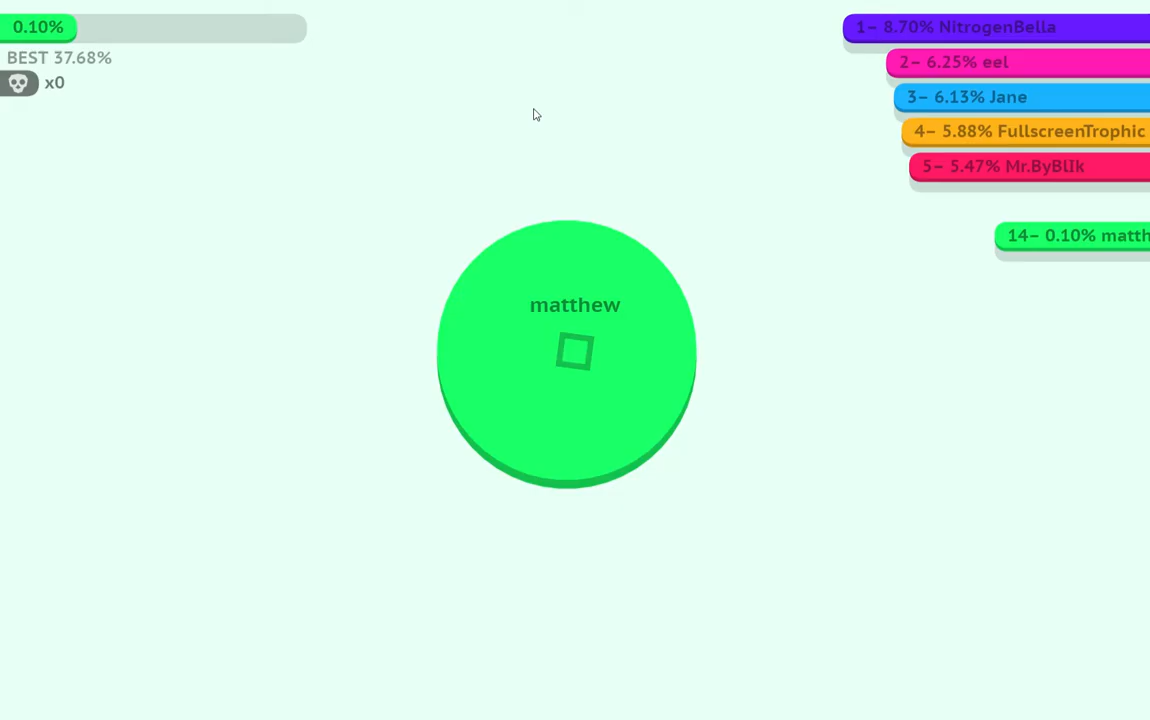 0.10%
BEST 37.68%
x0
1- 8.70% NitrogenBella
2- 6.25% eel
3- 6.13% Jane
4- 5.88% FullscreenTrophic
5- 5.47% Mr.ByBlIk
14- 0.10% matth
matthew